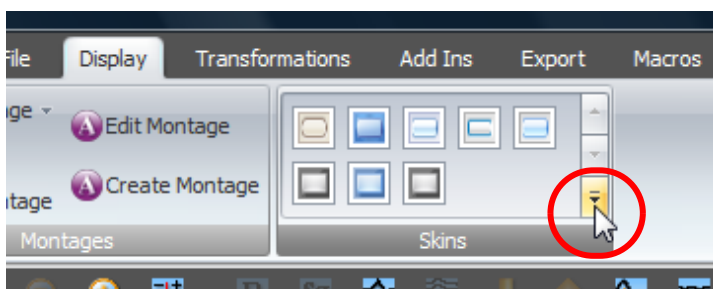 File Display Transformations Add Ins Export Macros
Edit Montage
Create Montage
Montages Skins